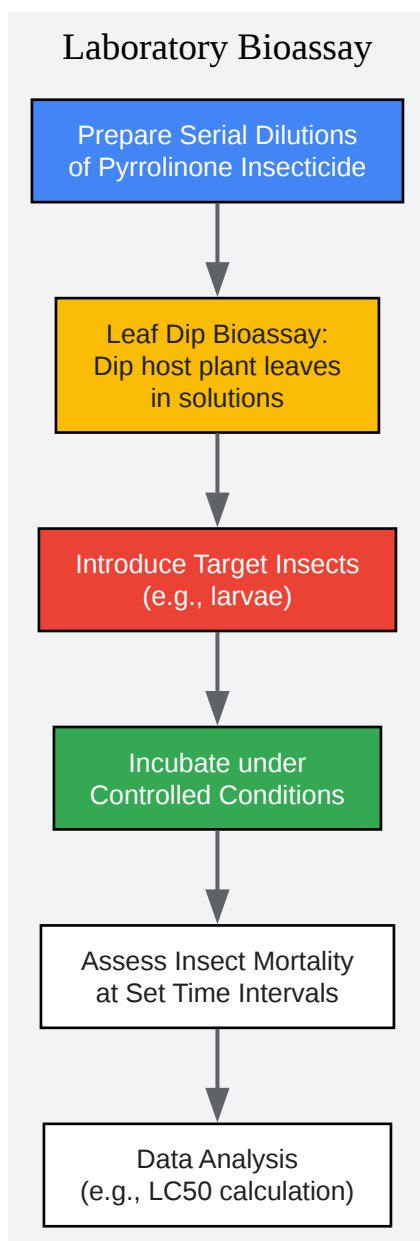 Laboratory Bioassay
Prepare Serial Dilutions
of Pyrrolinone Insecticide
Leaf Dip Bioassay:
Dip host plant leaves
in solutions
Introduce Target Insects
(e.g., larvae)
Incubate under
Controlled Conditions
Assess Insect Mortality
at Set Time Intervals
Data Analysis
(e.g., LC50 calculation)